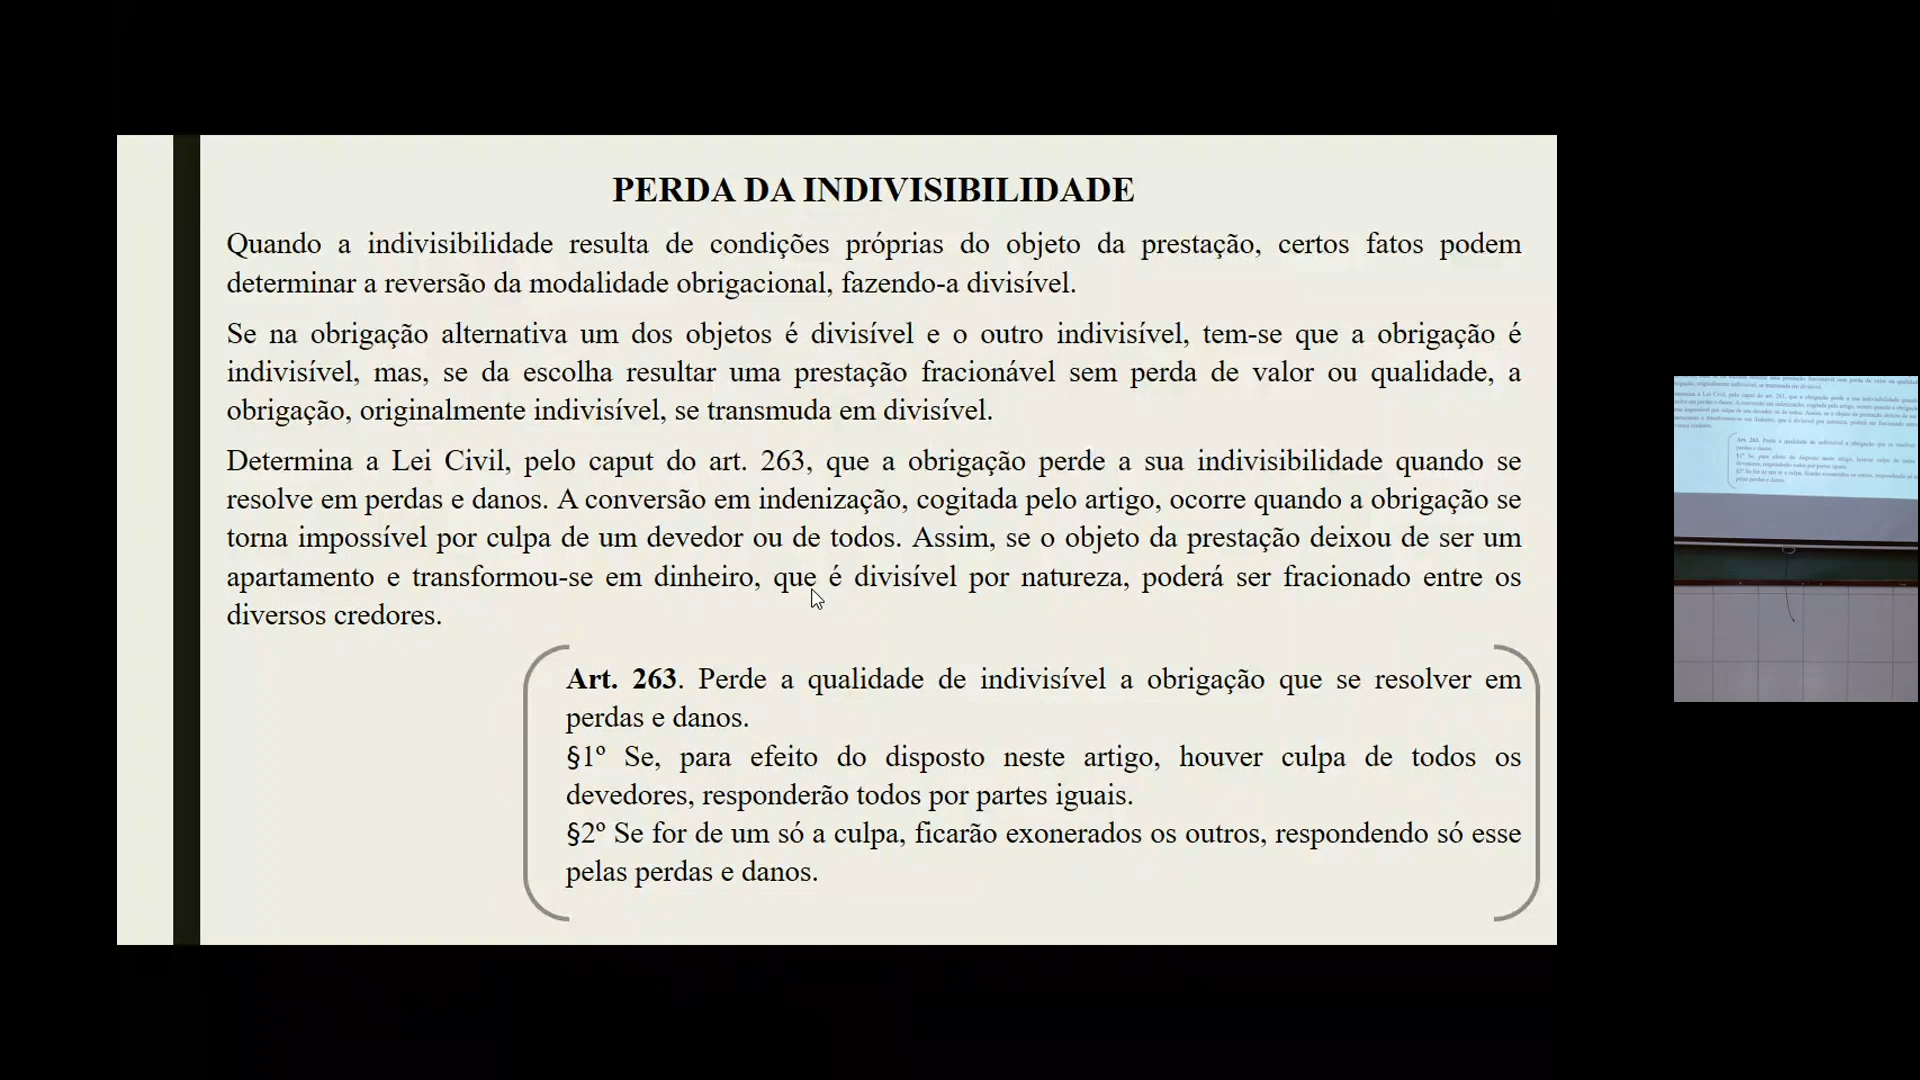 PERDA DA INDIVISIBILIDADE
Quando a indivisibilidade resulta de condições próprias do objeto da prestação, certos fatos podem
determinar a reversão da modalidade obrigacional, fazendo-a divisível.
Se na obrigação alternativa um dos objetos é divisível e o outro indivisível, tem-se que a obrigação é
indivisível, mas, se da escolha resultar uma prestação fracionável sem perda de valor ou qualidade, a
obrigação, originalmente indivisível, se transmuda em divisível.
Determina a Lei Civil, pelo caput do art. 263, que a obrigação perde a sua indivisibilidade quando se
resolve em perdas e danos. A conversão em indenização, cogitada pelo artigo, ocorre quando a obrigação se
torna impossível por culpa de um devedor ou de todos. Assim, se o objeto da prestação deixou de ser um
apartamento e transformou-se em dinheiro, que é divisível por natureza, poderá ser fracionado entre os
diversos credores.
Art. 263. Perde a qualidade de indivisível a obrigação que se resolver em
perdas e danos.
§1º Se, para efeito do disposto neste artigo, houver culpa de todos os
devedores, responderão todos por partes iguais.
§2º Se for de um só a culpa, ficarão exonerados os outros, respondendo só esse
pelas perdas e danos.